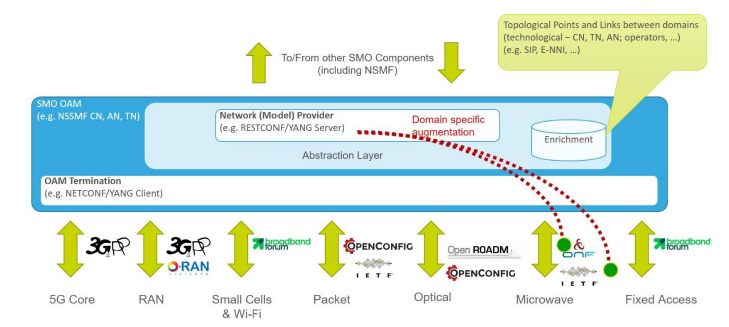 Topological Points and Links between domains
(technological – CN, TN, AN; operators, ...)
(e.g. SIP, E-NNI, ...)
To/From other SMO Components
(including NSMF)
SMO OAM
(e.g. NSSMF CN, AN, TN)
Network (Model) Provider
(e.g. RESTCONF/YANG Server)
Domain specific
augmentation
Enrichment
Abstraction Layer
OAM Termination
(e.g. NETCONF/YANG Client)
3GPP
3GPP
O-RAN
ALLIANCE
broadband
forum
OPENCONFIG
I E T F
Open ROADM
OPENCONFIG
ONF
I E T F
broadband
forum
5G Core
RAN
Small Cells
& Wi-Fi
Packet
Optical
Microwave
Fixed Access